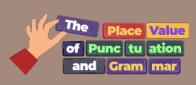 The Place Value
of Punc tu ation
and Gram mar